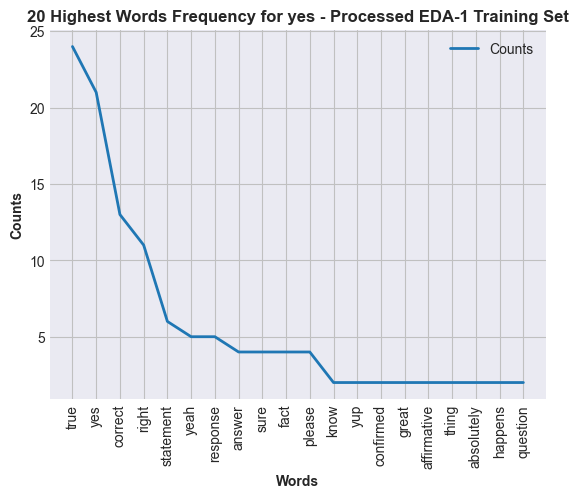 20 Highest Words Frequency for yes - Processed EDA-1 Training Set
Counts
25
20
15
10
5
Counts
true
yes
correct
right
statement
yeah
response
answer
sure
fact
please
know
yup
confirmed
great
affirmative
thing
absolutely
happens
question
Words